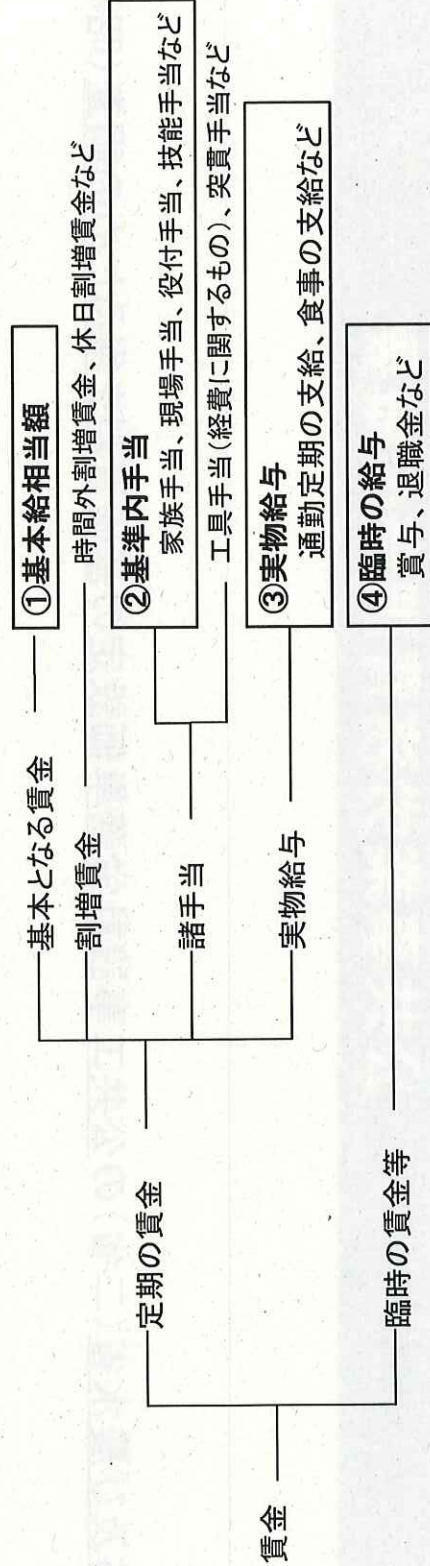 賃金
定期の賃金
基本となる賃金
①基本給相当額
割増賃金
時間外割増賃金、休日割増賃金など
諸手当
②基準内手当
家族手当、現場手当、役付手当、技能手当など
工具手当(経費に関するもの)、突貫手当など
実物給与
③実物給与
通勤定期の支給、食事の支給など
臨時の賃金等
④臨時の給与
賞与、退職金など